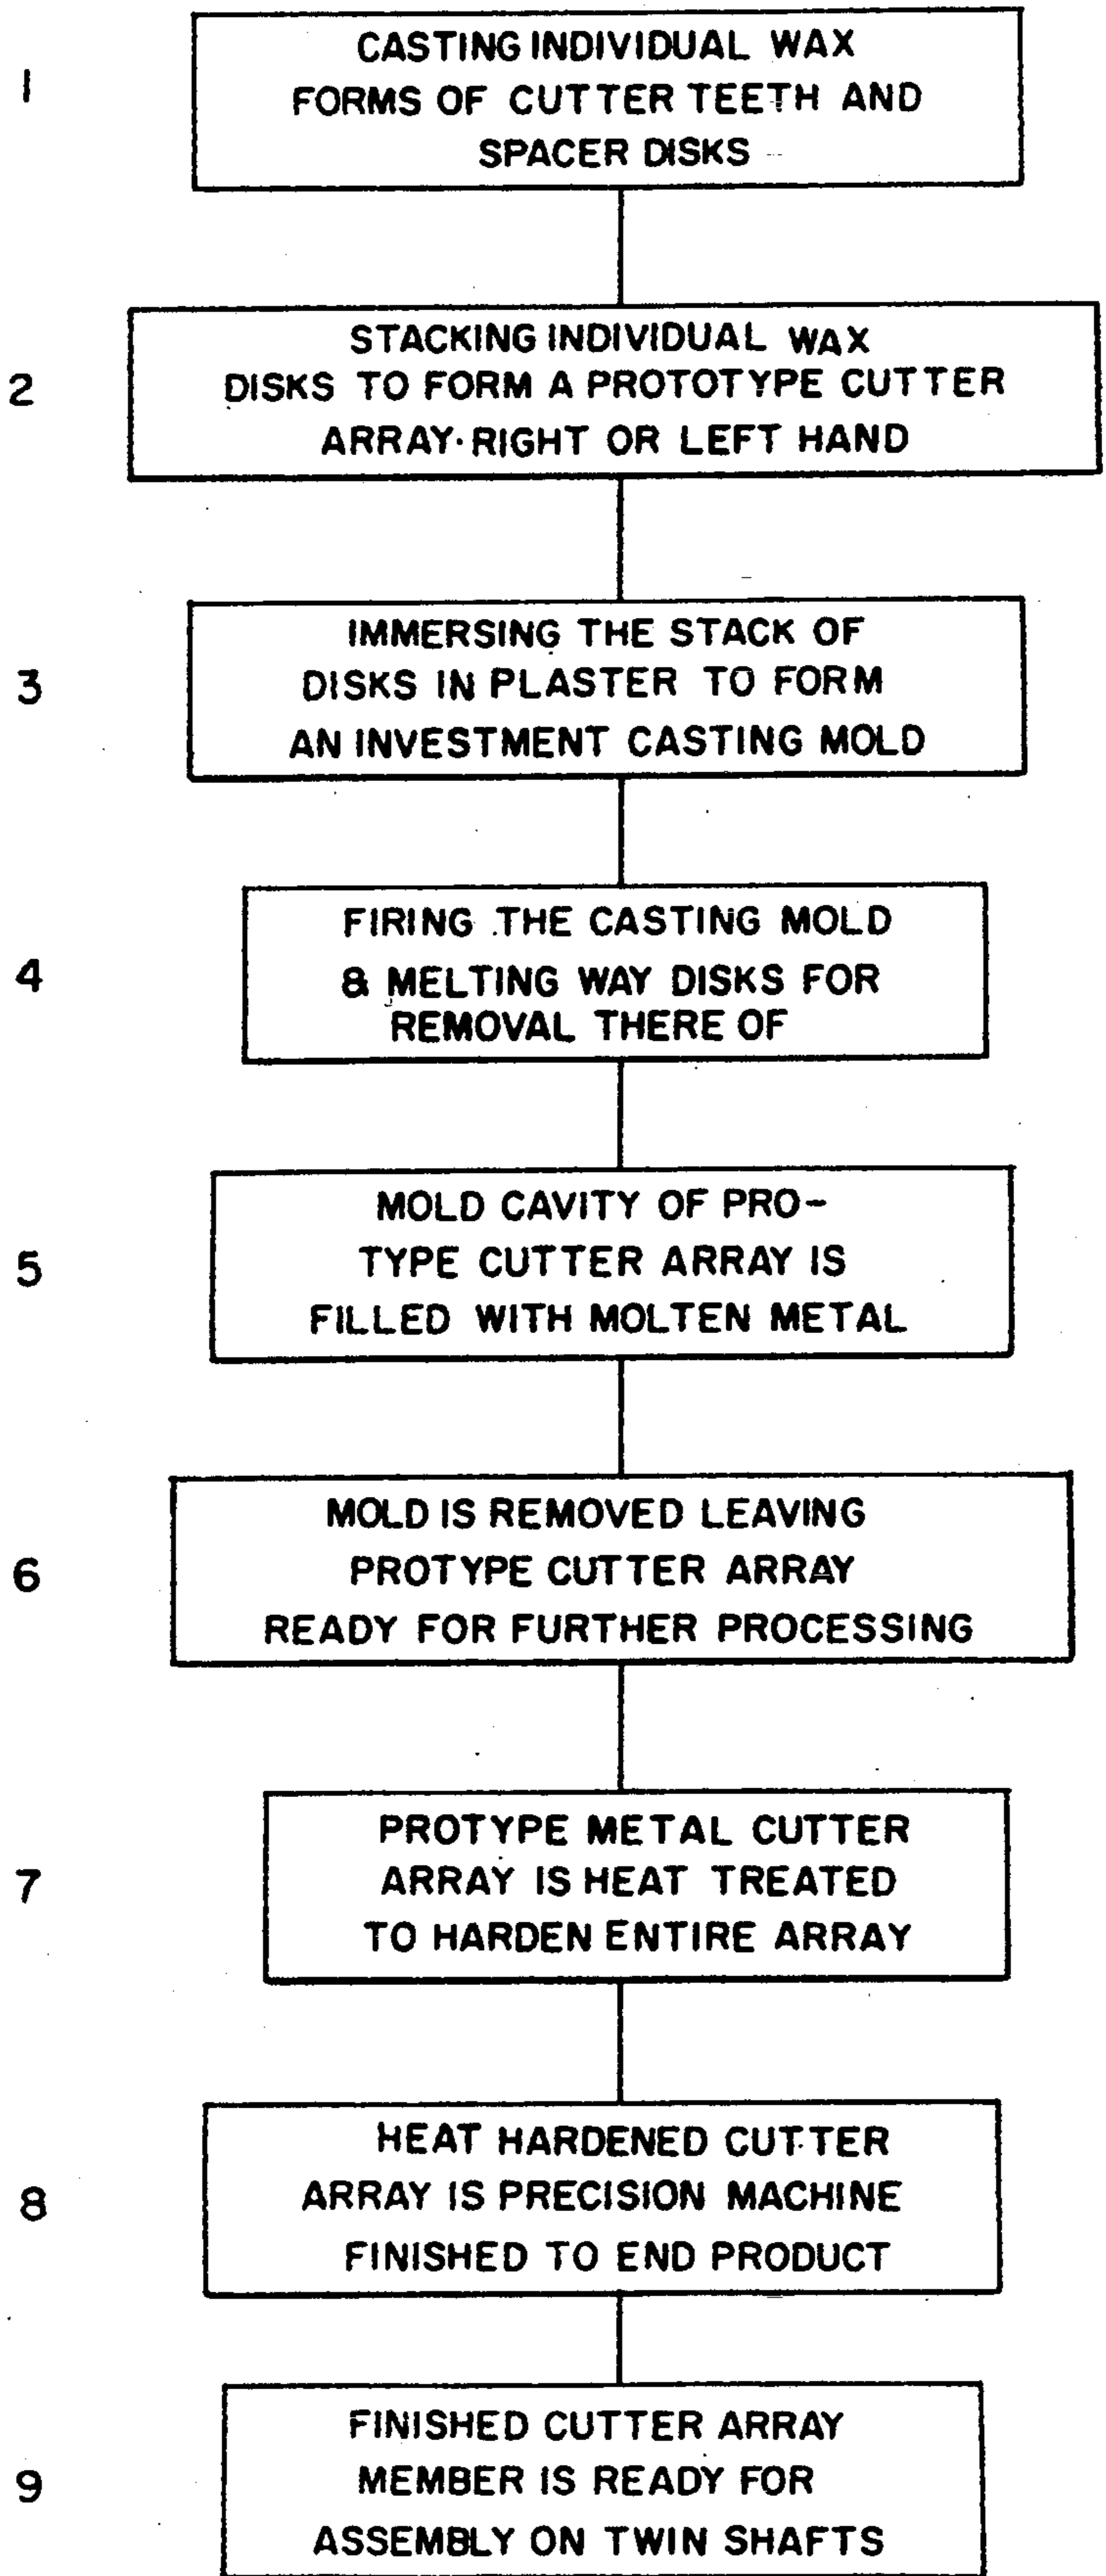 1
CASTING INDIVIDUAL WAX
FORMS OF CUTTER TEETH AND
SPACER DISKS
2
STACKING INDIVIDUAL WAX
DISKS TO FORM A PROTOTYPE CUTTER
ARRAY·RIGHT OR LEFT HAND
3
IMMERSING THE STACK OF
DISKS IN PLASTER TO FORM
AN INVESTMENT CASTING MOLD
4
FIRING THE CASTING MOLD
& MELTING WAY DISKS FOR
REMOVAL THERE OF
5
MOLD CAVITY OF PRO-
TYPE CUTTER ARRAY IS
FILLED WITH MOLTEN METAL
6
MOLD IS REMOVED LEAVING
PROTYPE CUTTER ARRAY
READY FOR FURTHER PROCESSING
7
PROTYPE METAL CUTTER
ARRAY IS HEAT TREATED
TO HARDEN ENTIRE ARRAY
8
HEAT HARDENED CUTTER
ARRAY IS PRECISION MACHINE
FINISHED TO END PRODUCT
9
FINISHED CUTTER ARRAY
MEMBER IS READY FOR
ASSEMBLY ON TWIN SHAFTS